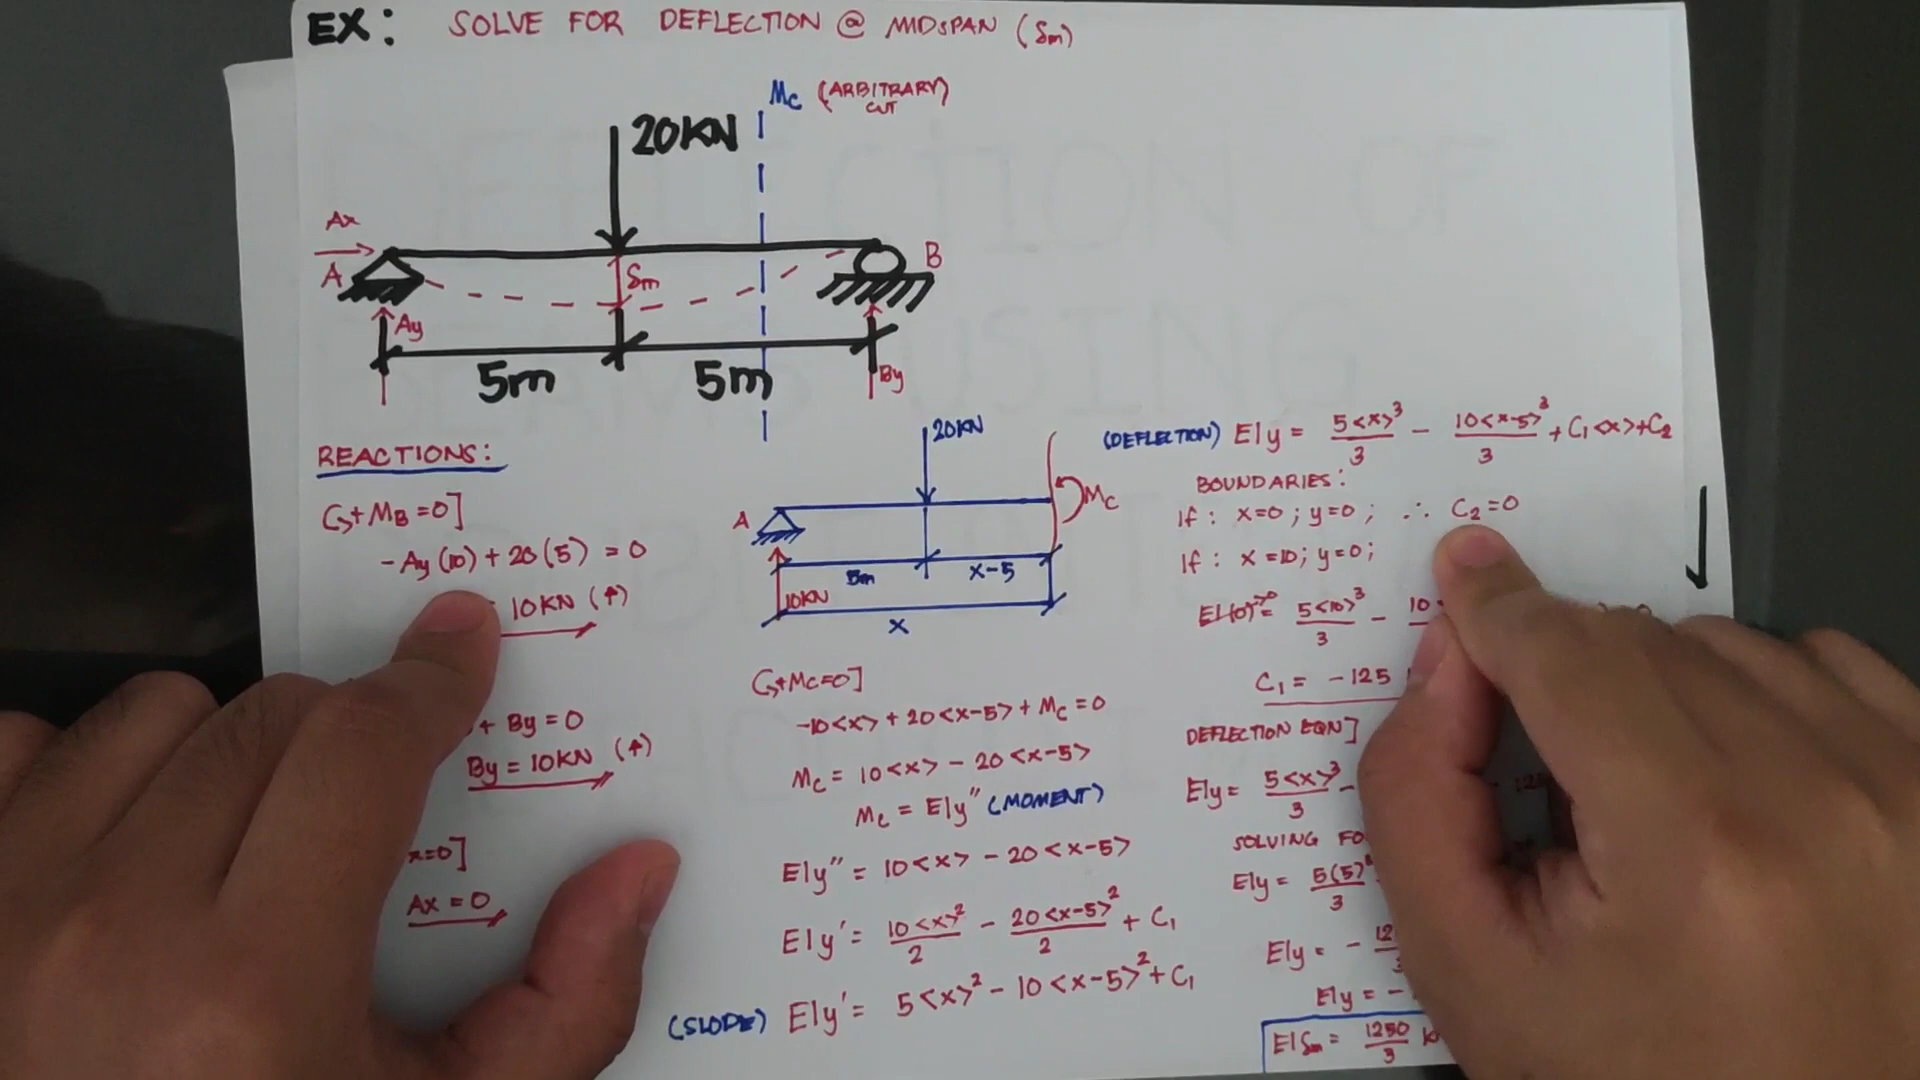 EX: SOLVE FOR DEFLECTION @ MIDSPAN (δm)
Mc (ARBITRARY)
CUT
20KN
Ax
A
B
δm
Ay
5m
5m
By
REACTIONS:
↻+MB=0]
-Ay(10)+20(5)=0
10KN (↑)
+ By=0
By=10KN (↑)
x=0]
Ax=0
20KN
A
Mc
5m
x-5
10KN
x
↻+Mc=0]
-10<x>+20<x-5>+Mc=0
Mc = 10<x> - 20<x-5>
Mc = EIy" (MOMENT)
EIy" = 10<x> - 20<x-5>
EIy' = 10<x>²/2 - 20<x-5>²/2 + C1
(SLOPE) EIy' = 5<x>² - 10<x-5>² + C1
(DEFLECTION) EIy = 5<x>³/3 - 10<x-5>³/3 + C1<x>+C2
BOUNDARIES:
If: x=0; y=0; ∴ C2=0
If: x=10; y=0;
EI(0)⁰= 5<10>³/3 - 10
C1 = -125
DEFLECTION EQN]
EIy= 5<x>³/3 -
SOLVING
EIy = 5(5)³/3
EIy = -
EIy = -
EIδm = 1250/3